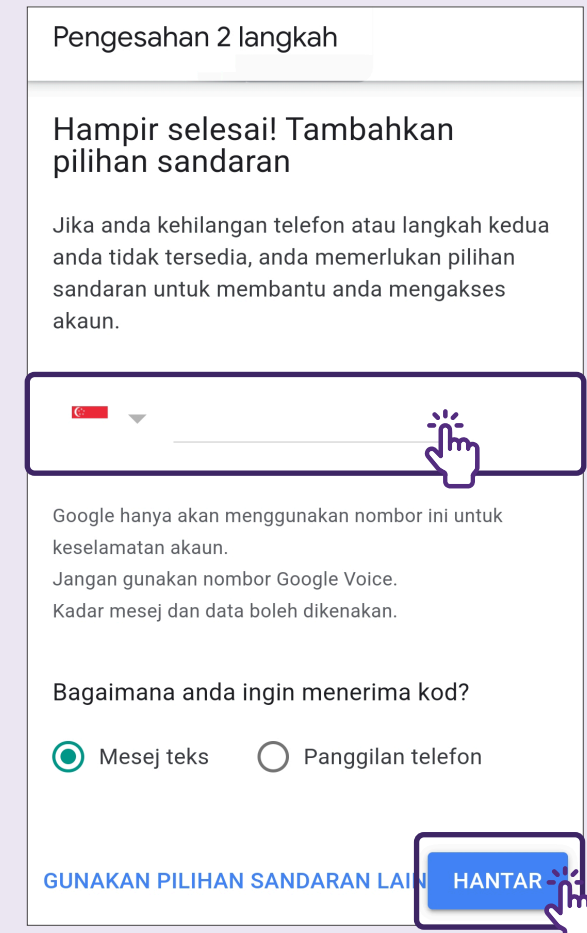 Pengesahan 2 langkah
Hampir selesai! Tambahkan
pilihan sandaran
Jika anda kehilangan telefon atau langkah kedua
anda tidak tersedia, anda memerlukan pilihan
sandaran untuk membantu anda mengakses
akaun.
Google hanya akan menggunakan nombor ini untuk
keselamatan akaun.
Jangan gunakan nombor Google Voice.
Kadar mesej dan data boleh dikenakan.
Bagaimana anda ingin menerima kod?
Mesej teks Panggilan telefon
GUNAKAN PILIHAN SANDARAN LAIN HANTAR